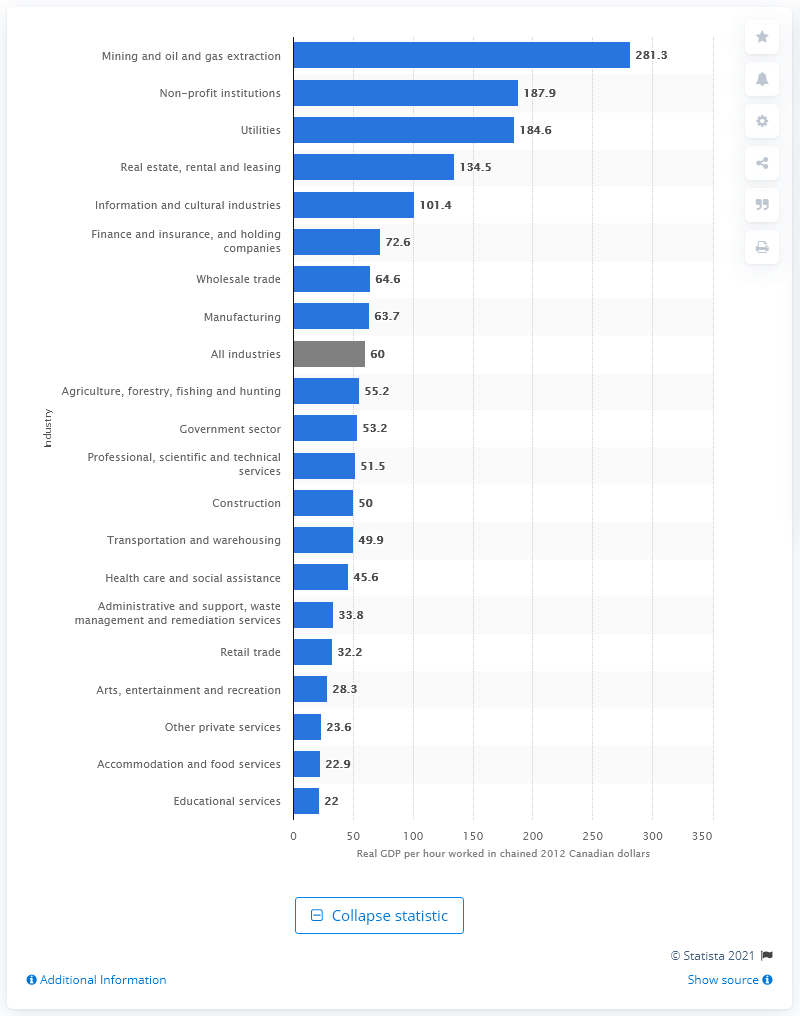 Mining and oil and gas extraction 281.3
Non-profit institutions 187.9
Utilities 184.6
Real estate, rental and leasing 134.5
Information and cultural industries 101.4
Finance and insurance, and holding
companies 72.6
Wholesale trade 64.6
Manufacturing 63.7
All industries 60
Agriculture, forestry, fishing and hunting 55.2
Industry
Government sector 53.2
Professional, scientific and technical
services 51.5
Construction 50
Transportation and warehousing 49.9
Health care and social assistance 45.6
Administrative and support, waste
management and remediation services 33.8
Retail trade 32.2
Arts, entertainment and recreation 28.3
Other private services 23.6
Accommodation and food services 22.9
Educational services 22
0 50 100 150 200 250 300 350
Real GDP per hour worked in chained 2012 Canadian dollars
Collapse statistic
© Statista 2021
Additional Information Show source